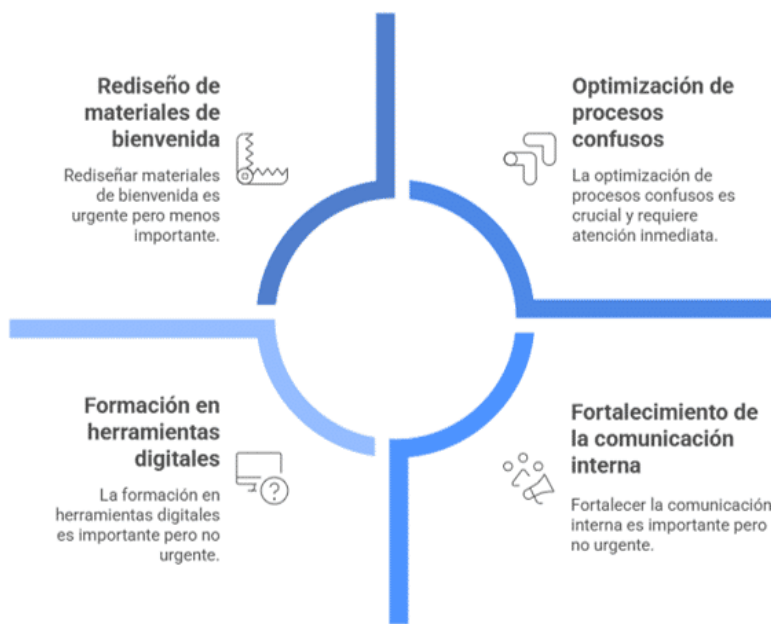 Rediseño de
materiales de
bienvenida
Rediseñar materiales
de bienvenida es
urgente pero menos
importante.
Optimización de
procesos
confusos
La optimización de
procesos confusos es
crucial y requiere
atención inmediata.
Formación en
herramientas
digitales
La formación en
herramientas digitales
es importante pero no
urgente.
Fortalecimiento de
la comunicación
interna
Fortalecer la comunicación
interna es importante pero
no urgente.